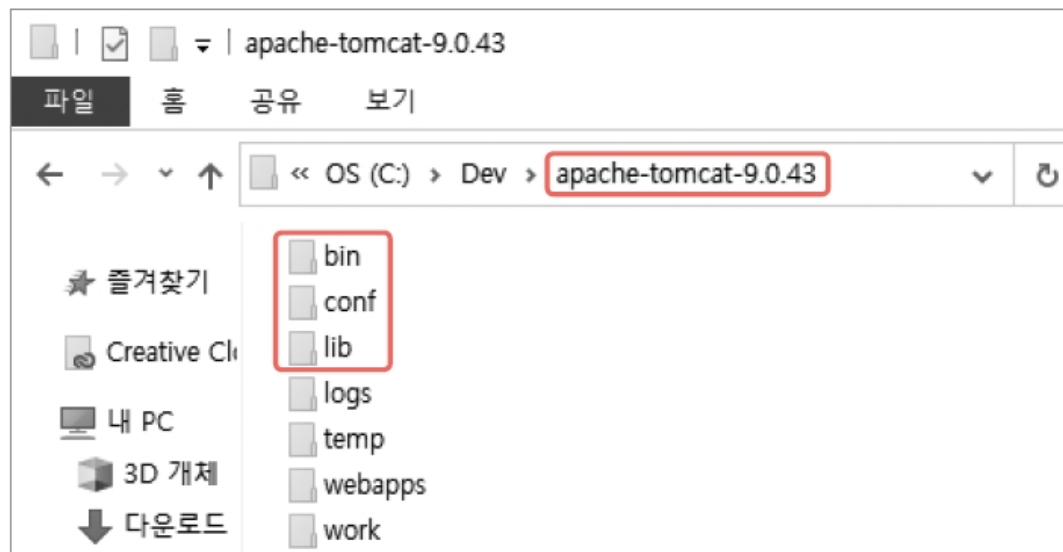 apache-tomcat-9.0.43
파일 홈 공유 보기
« OS (C:) › Dev › apache-tomcat-9.0.43
bin
즐겨찾기
conf
Creative Clo
lib
logs
내 PC
temp
3D 개체
webapps
다운로드
work